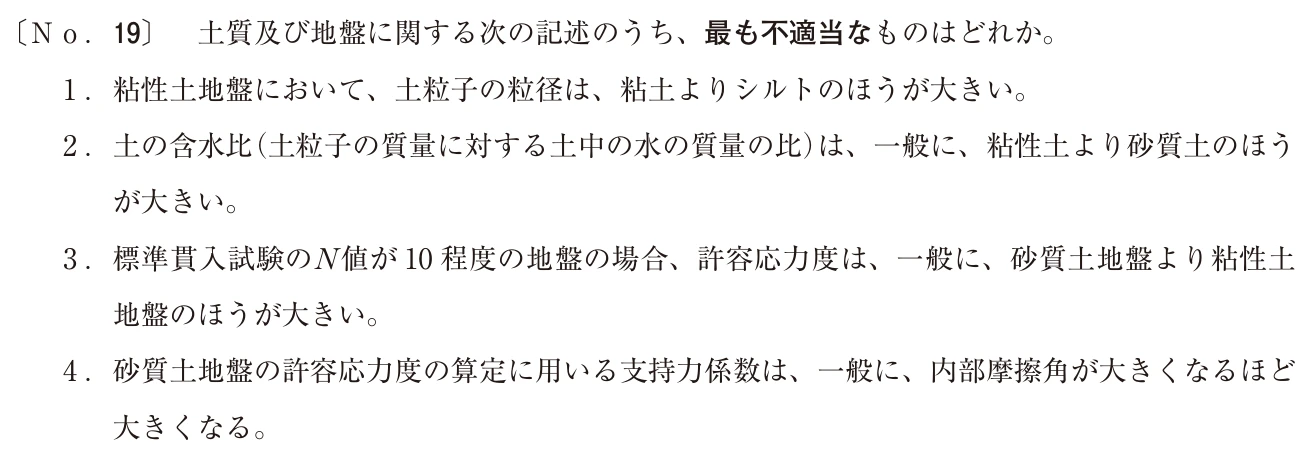 〔Ｎｏ．19〕　土質及び地盤に関する次の記述のうち、最も不適当なものはどれか。
1．粘性土地盤において、土粒子の粒径は、粘土よりシルトのほうが大きい。
2．土の含水比(土粒子の質量に対する土中の水の質量の比)は、一般に、粘性土より砂質土のほう
が大きい。
3．標準貫入試験のN値が 10 程度の地盤の場合、許容応力度は、一般に、砂質土地盤より粘性土
地盤のほうが大きい。
4．砂質土地盤の許容応力度の算定に用いる支持力係数は、一般に、内部摩擦角が大きくなるほど
大きくなる。